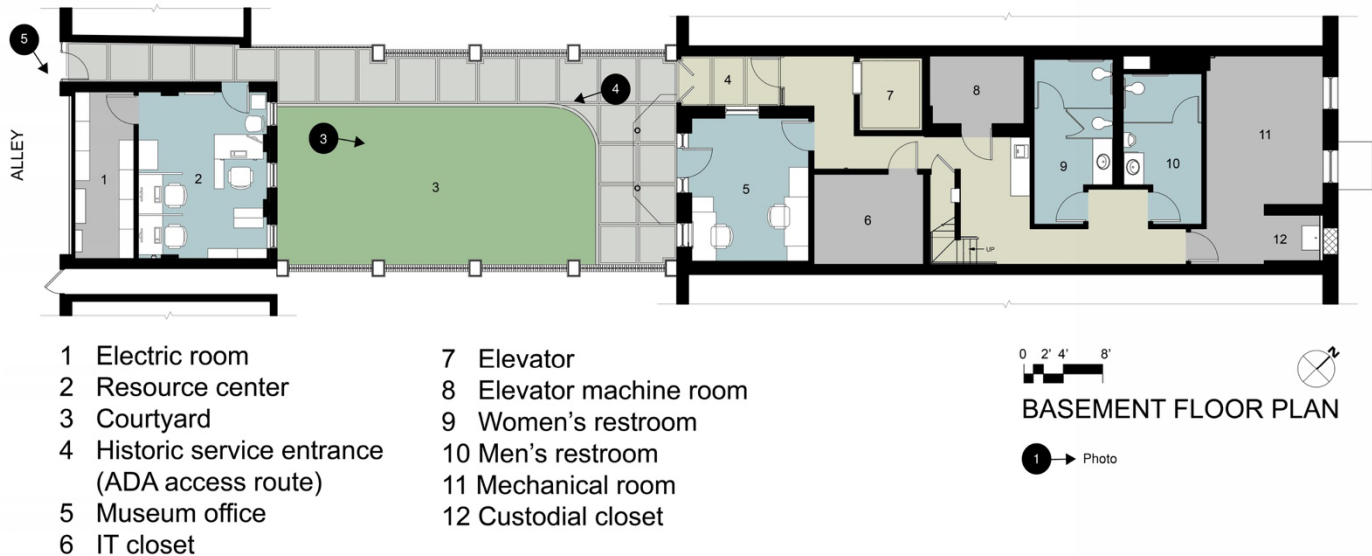 5
ALLEY
1
2
3
3
4
4
5
6
7
8
9
10
11
12
UP
1 Electric room
2 Resource center
3 Courtyard
4 Historic service entrance
(ADA access route)
5 Museum office
6 IT closet
7 Elevator
8 Elevator machine room
9 Women's restroom
10 Men's restroom
11 Mechanical room
12 Custodial closet
0 2' 4' 8'
N
BASEMENT FLOOR PLAN
1 Photo